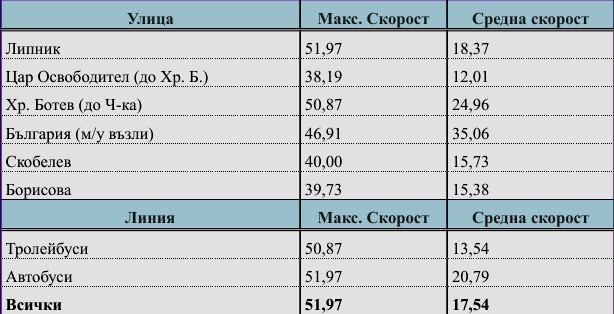 Улица Макс. Скорост Средна скорост
Липник 51,97 18,37
Цар Освободител (до Хр. Б.) 38,19 12,01
Хр. Ботев (до Ч-ка) 50,87 24,96
България (м/у възли) 46,91 35,06
Скобелев 40,00 15,73
Борисова 39,73 15,38
Линия Макс. Скорост Средна скорост
Тролейбуси 50,87 13,54
Автобуси 51,97 20,79
Всички 51,97 17,54